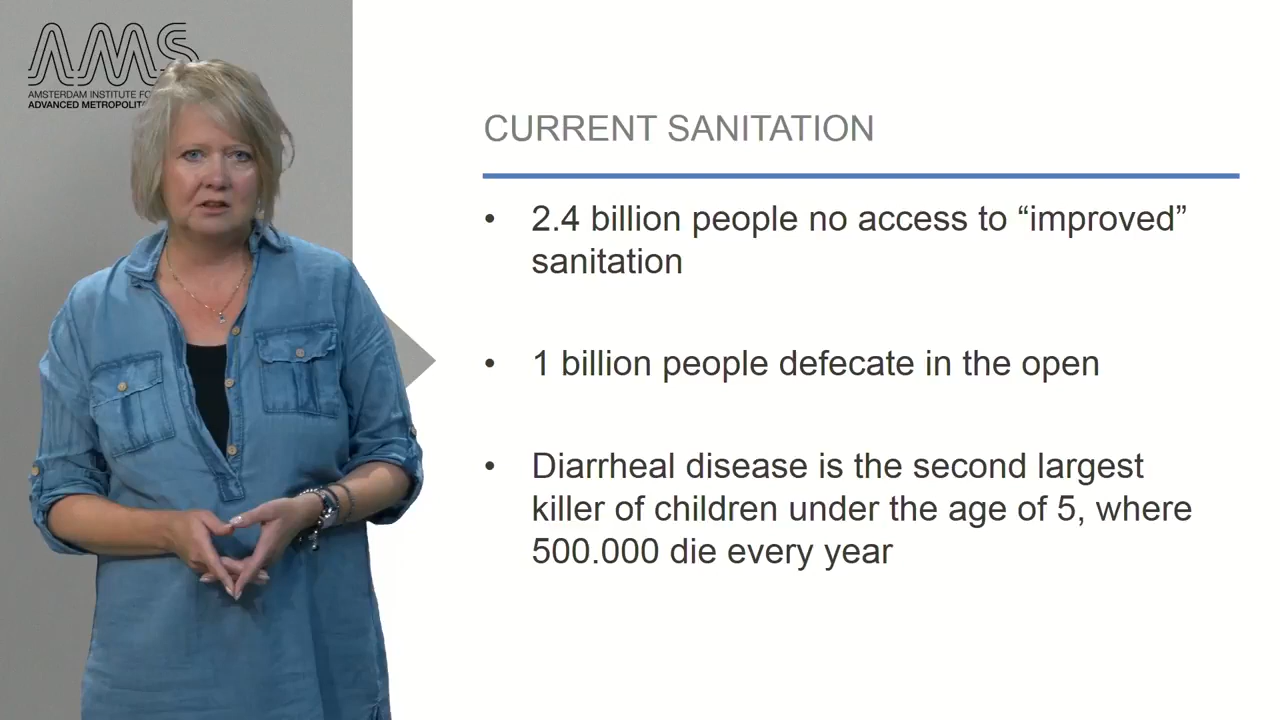 AMS
AMSTERDAM INSTITUTE FO
ADVANCED METROPOLIT
CURRENT SANITATION
• 2.4 billion people no access to “improved”
sanitation
• 1 billion people defecate in the open
• Diarrheal disease is the second largest
killer of children under the age of 5, where
500.000 die every year